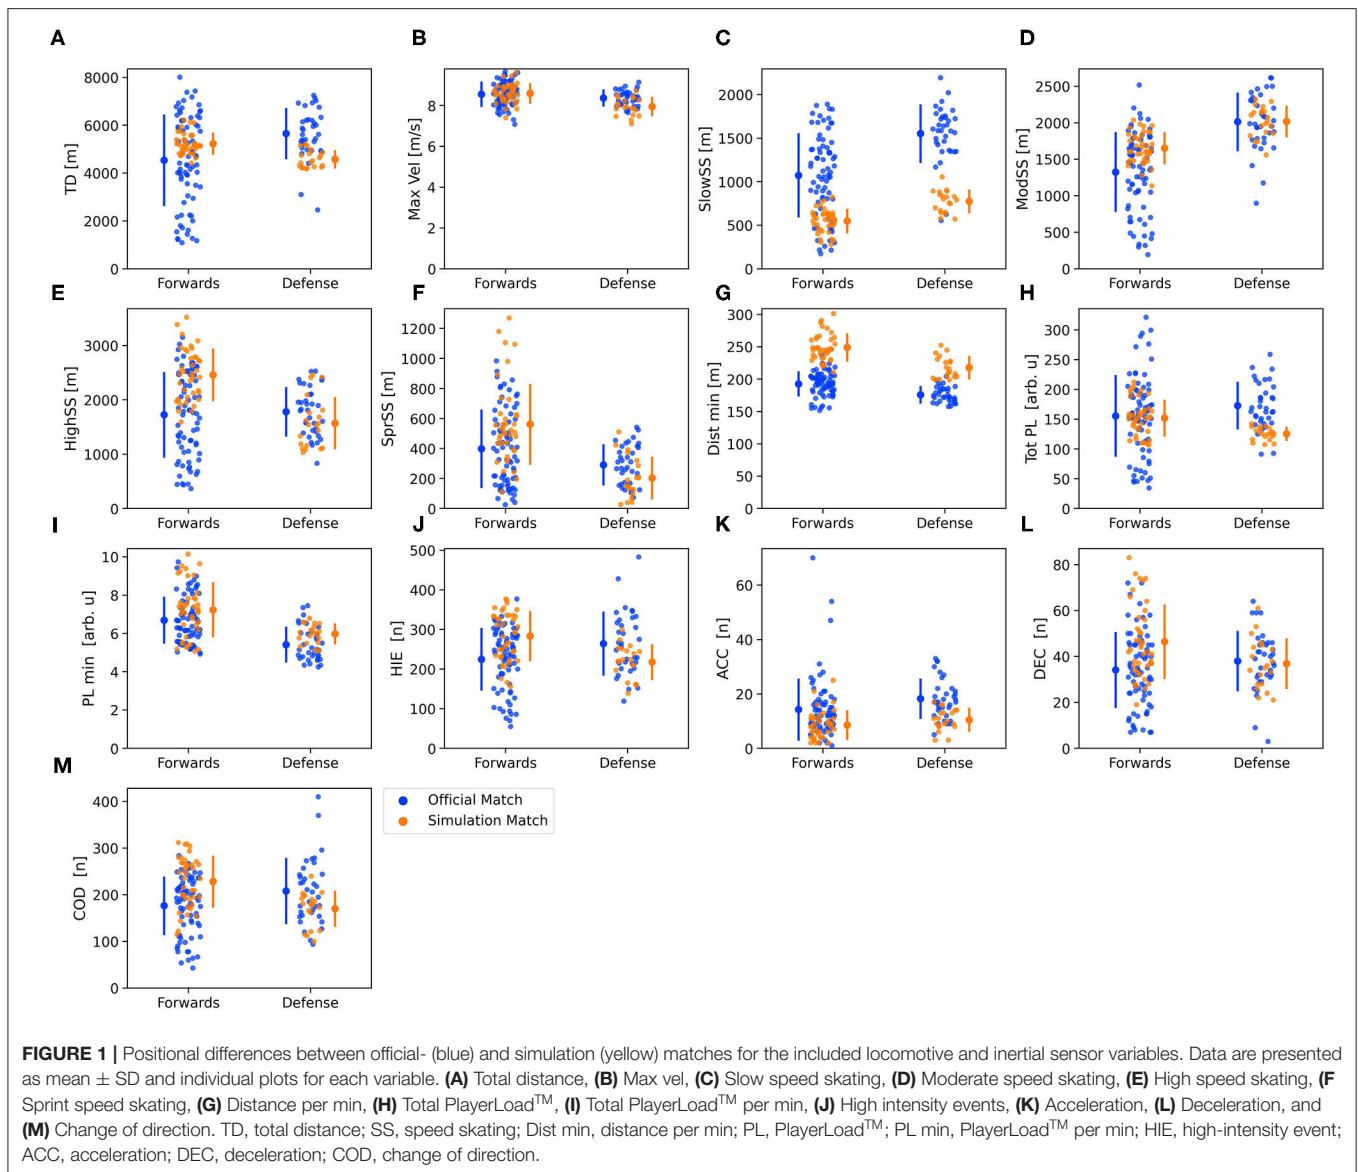 A
B
C
D
8000
6000
4000
2000
0
TD [m]
Forwards
Defense
8
6
4
2
0
Max Vel [m/s]
Forwards
Defense
2000
1500
1000
500
0
SlowSS [m]
Forwards
Defense
2500
2000
1500
1000
500
0
ModSS [m]
Forwards
Defense
E
F
G
H
3000
2000
1000
0
HighSS [m]
Forwards
Defense
1200
1000
800
600
400
200
0
SprSS [m]
Forwards
Defense
300
250
200
150
100
50
0
Dist min [m]
Forwards
Defense
300
250
200
150
100
50
0
Tot PL [arb. u]
Forwards
Defense
I
J
K
L
10
8
6
4
2
0
PL min [arb. u]
Forwards
Defense
500
400
300
200
100
0
HIE [n]
Forwards
Defense
60
40
20
0
ACC [n]
Forwards
Defense
80
60
40
20
0
DEC [n]
Forwards
Defense
M
400
300
200
100
0
COD [n]
Forwards
Defense
Official Match
Simulation Match
FIGURE 1 | Positional differences between official- (blue) and simulation (yellow) matches for the included locomotive and inertial sensor variables. Data are presented
as mean ± SD and individual plots for each variable. (A) Total distance, (B) Max vel, (C) Slow speed skating, (D) Moderate speed skating, (E) High speed skating, (F
Sprint speed skating, (G) Distance per min, (H) Total PlayerLoad™, (I) Total PlayerLoad™ per min, (J) High intensity events, (K) Acceleration, (L) Deceleration, and
(M) Change of direction. TD, total distance; SS, speed skating; Dist min, distance per min; PL, PlayerLoad™; PL min, PlayerLoad™ per min; HIE, high-intensity event;
ACC, acceleration; DEC, deceleration; COD, change of direction.